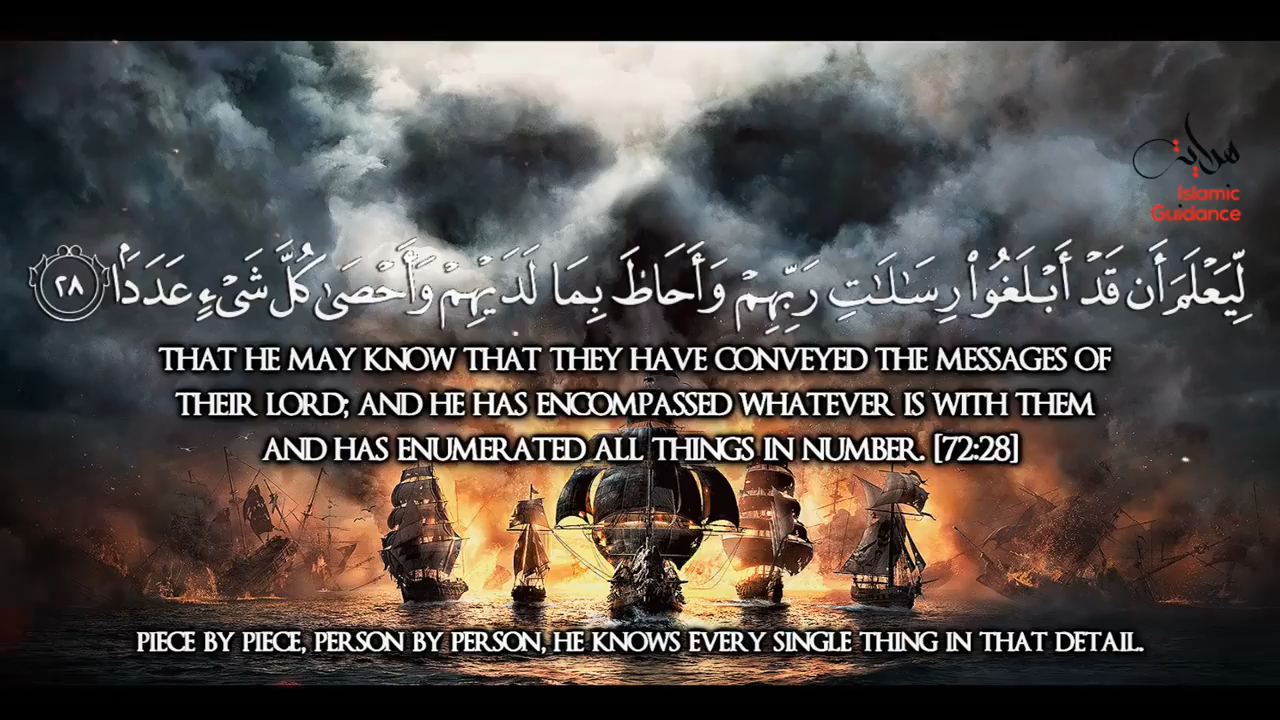 هداية
Islamic
Guidance
لِّيَعْلَمَ أَن قَدْ أَبْلَغُوا۟ رِسَـٰلَـٰتِ رَبِّهِمْ وَأَحَاطَ بِمَا لَدَيْهِمْ وَأَحْصَىٰ كُلَّ شَىْءٍ عَدَدَۢا ٢٨
THAT HE MAY KNOW THAT THEY HAVE CONVEYED THE MESSAGES OF
THEIR LORD; AND HE HAS ENCOMPASSED WHATEVER IS WITH THEM
AND HAS ENUMERATED ALL THINGS IN NUMBER. [72:28]
PIECE BY PIECE, PERSON BY PERSON, HE KNOWS EVERY SINGLE THING IN THAT DETAIL.